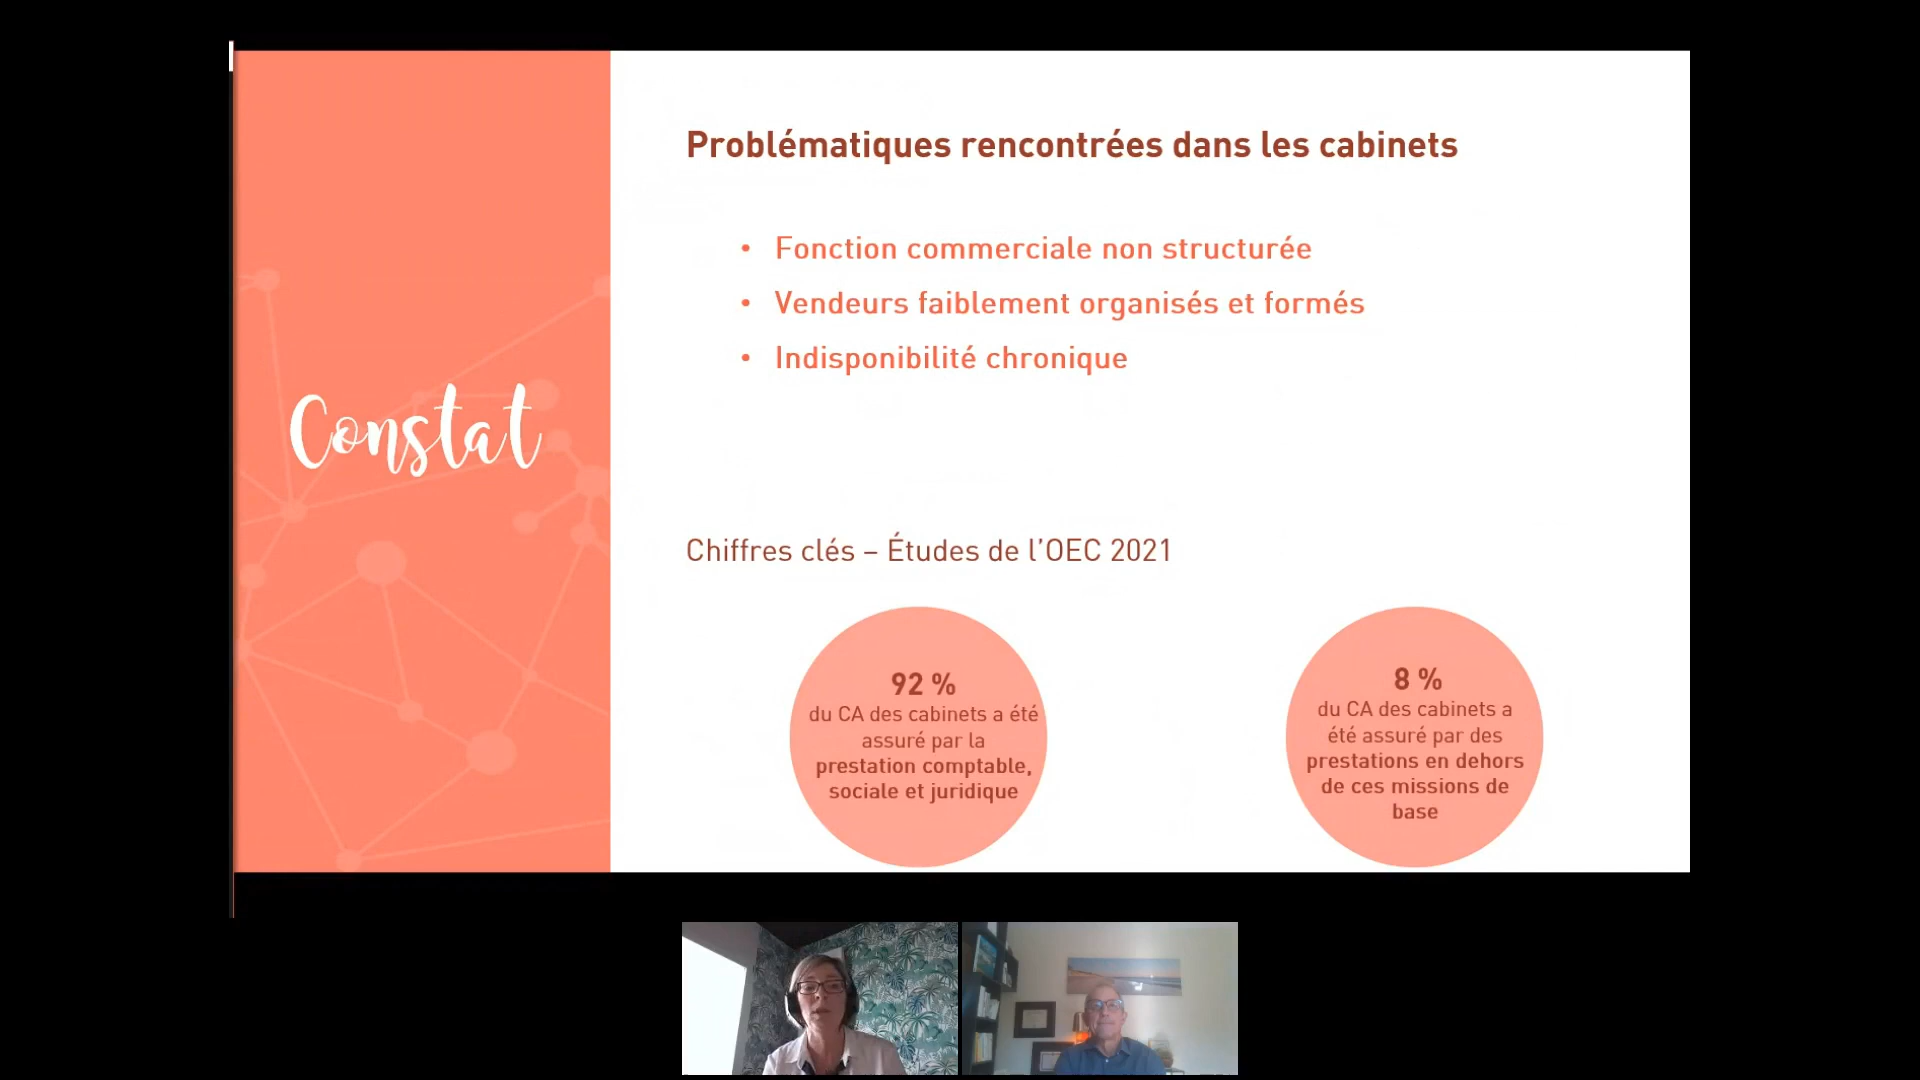 Constat
Problématiques rencontrées dans les cabinets
• Fonction commerciale non structurée
• Vendeurs faiblement organisés et formés
• Indisponibilité chronique
Chiffres clés – Études de l’OEC 2021
92 %
du CA des cabinets a été
assuré par la
prestation comptable,
sociale et juridique
8 %
du CA des cabinets a
été assuré par des
prestations en dehors
de ces missions de
base